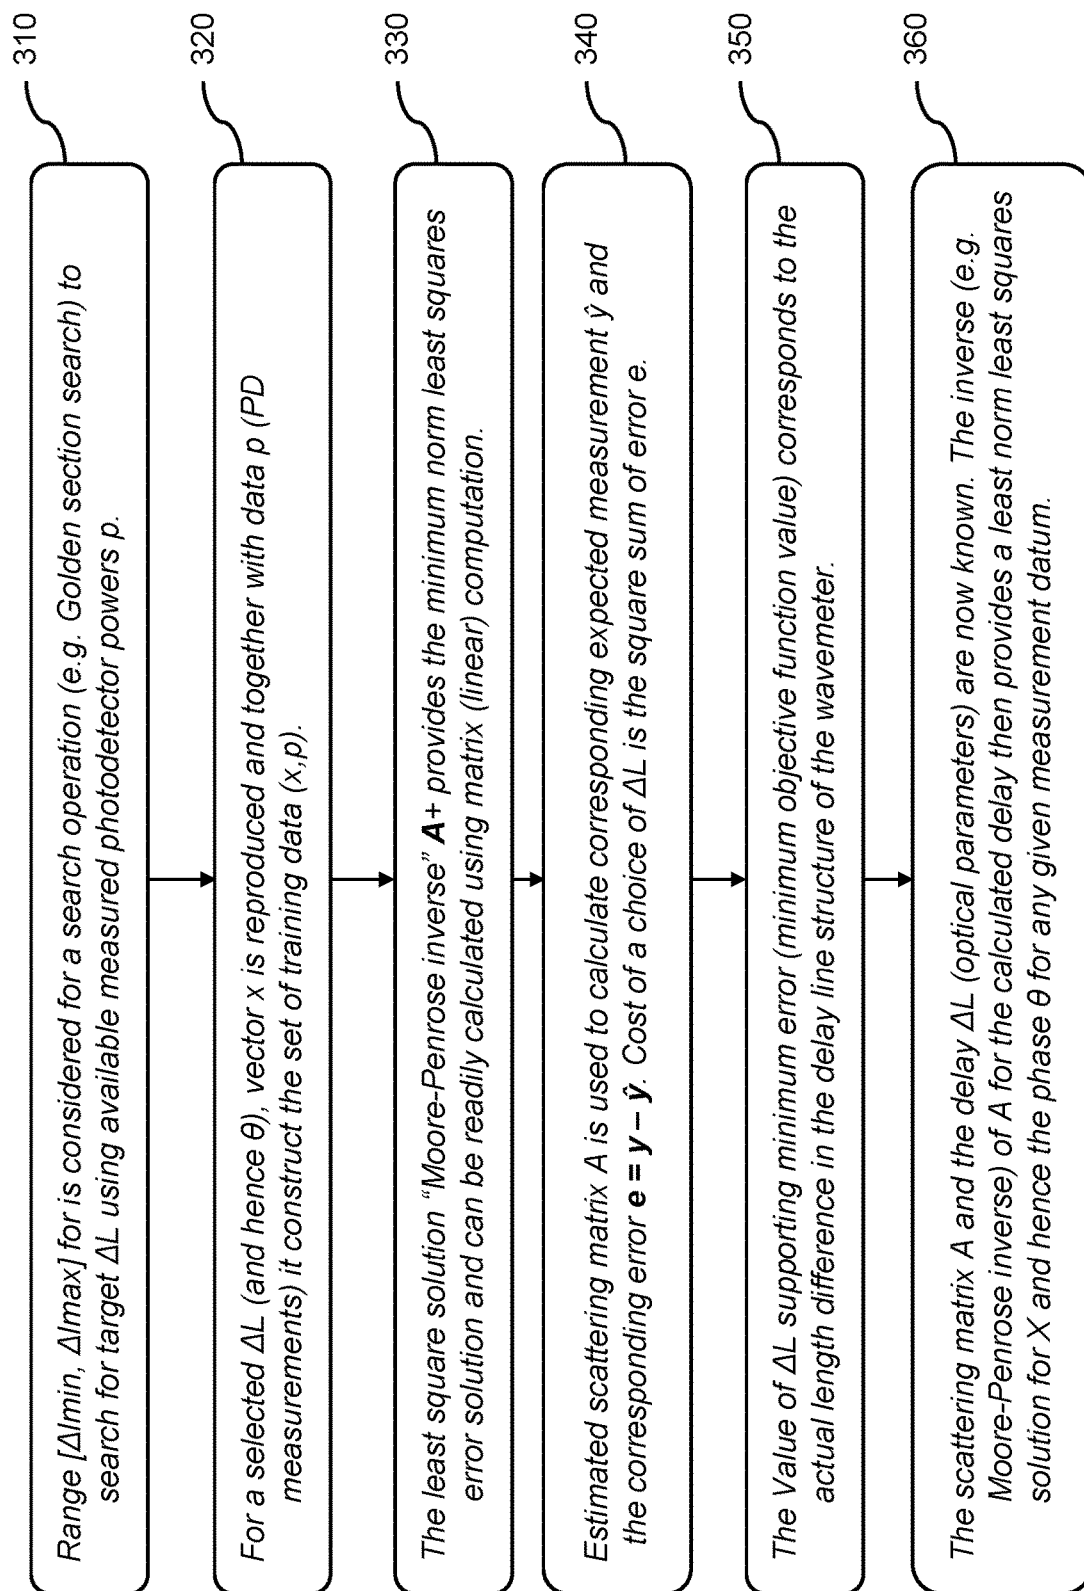 310
Range [Δlmin, Δlmax] for is considered for a search operation (e.g. Golden section search) to
search for target ΔL using available measured photodetector powers p.
320
For a selected ΔL (and hence θ), vector x is reproduced and together with data p (PD
measurements) it construct the set of training data (x,p).
330
The least square solution “Moore-Penrose inverse” A+ provides the minimum norm least squares
error solution and can be readily calculated using matrix (linear) computation.
340
Estimated scattering matrix A is used to calculate corresponding expected measurement ŷ and
the corresponding error e = y – ŷ. Cost of a choice of ΔL is the square sum of error e.
350
The Value of ΔL supporting minimum error (minimum objective function value) corresponds to the
actual length difference in the delay line structure of the wavemeter.
360
The scattering matrix A and the delay ΔL (optical parameters) are now known. The inverse (e.g.
Moore-Penrose inverse) of A for the calculated delay then provides a least norm least squares
solution for X and hence the phase θ for any given measurement datum.